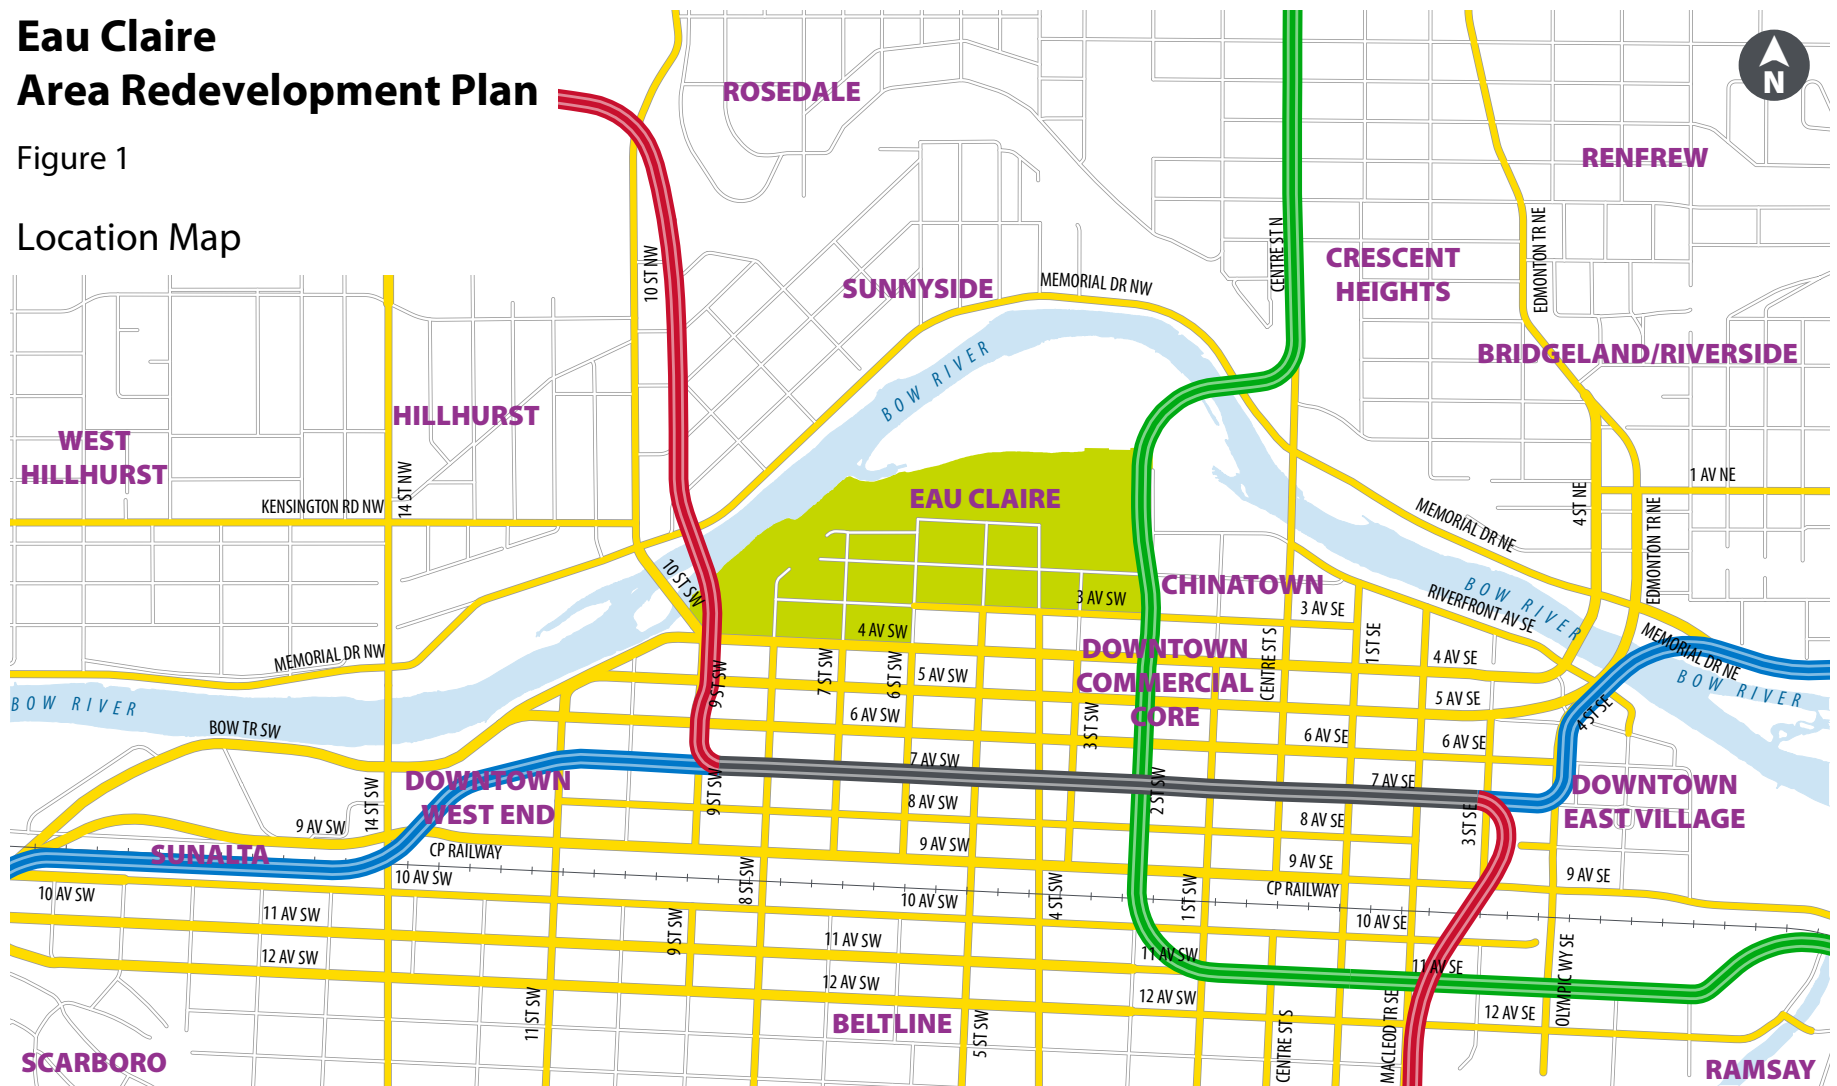 Eau Claire
Area Redevelopment Plan
Figure 1
Location Map
N
ROSEDALE
RENFREW
CENTRE ST N
EDMONTON TR NE
10 ST NW
CRESCENT
HEIGHTS
SUNNYSIDE
MEMORIAL DR NW
BRIDGELAND/RIVERSIDE
BOW RIVER
HILLHURST
WEST
HILLHURST
14 ST NW
KENSINGTON RD NW
EAU CLAIRE
1 AV NE
4 ST NE
EDMONTON TR NE
MEMORIAL DR NE
10 ST SW
CHINATOWN
3 AV SW
3 AV SE
BOW RIVER
RIVERFRONT AV SE
4 AV SW
MEMORIAL DR NE
MEMORIAL DR NW
DOWNTOWN
COMMERCIAL
CORE
CENTRE ST S
1 ST SE
4 AV SE
9 ST SW
7 ST SW
6 ST SW
5 AV SW
5 AV SE
BOW RIVER
BOW RIVER
4 ST SE
6 AV SW
3 ST SW
6 AV SE
6 AV SE
BOW TR SW
7 AV SW
7 AV SE
DOWNTOWN
WEST END
14 ST SW
9 ST SW
2 ST SW
DOWNTOWN
EAST VILLAGE
8 AV SW
8 AV SE
3 ST SE
9 AV SW
9 AV SW
SUNALTA
CP RAILWAY
9 AV SE
9 AV SE
10 AV SW
10 AV SW
8 ST SW
10 AV SW
4 ST SW
1 ST SW
CP RAILWAY
11 AV SW
9 ST SW
11 AV SW
10 AV SE
12 AV SW
11 AV SW
11 AV SE
OLYMPIC WY SE
12 AV SW
12 AV SW
12 AV SE
11 ST SW
BELTLINE
5 ST SW
CENTRE ST S
MACLEOD TR SE
SCARBORO
RAMSAY